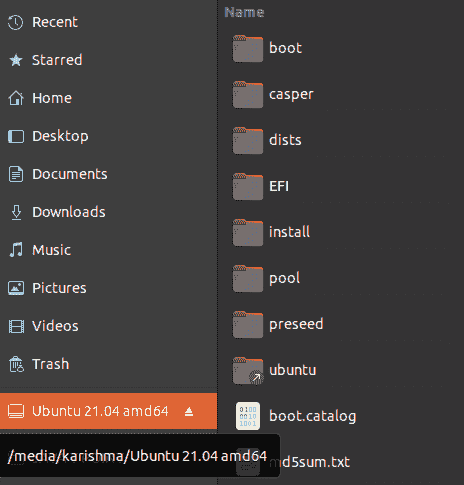 Recent
Starred
Home
Desktop
Documents
Downloads
Music
Pictures
Videos
Trash
Ubuntu 21.04 amd64
/media/karishma/Ubuntu 21.04 amd64
Name
boot
casper
dists
EFI
install
pool
preseed
ubuntu
boot.catalog
md5sum.txt